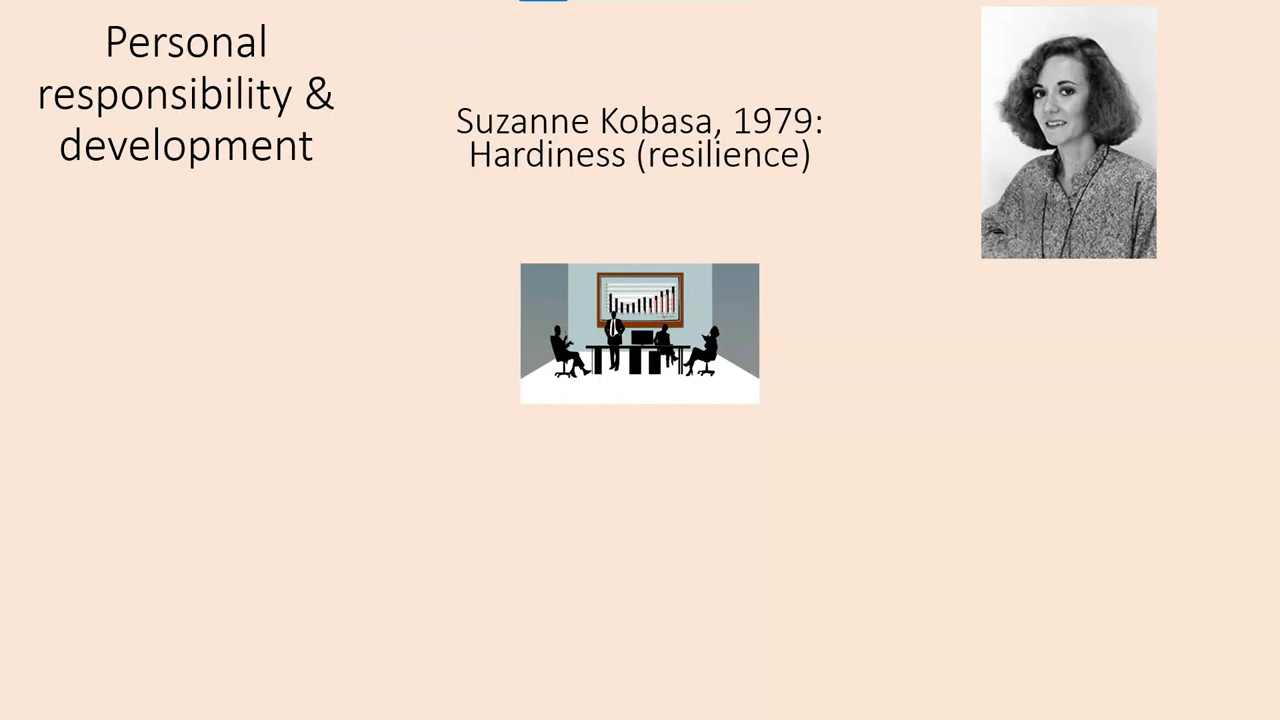 Personal
responsibility &
development
Suzanne Kobasa, 1979:
Hardiness (resilience)